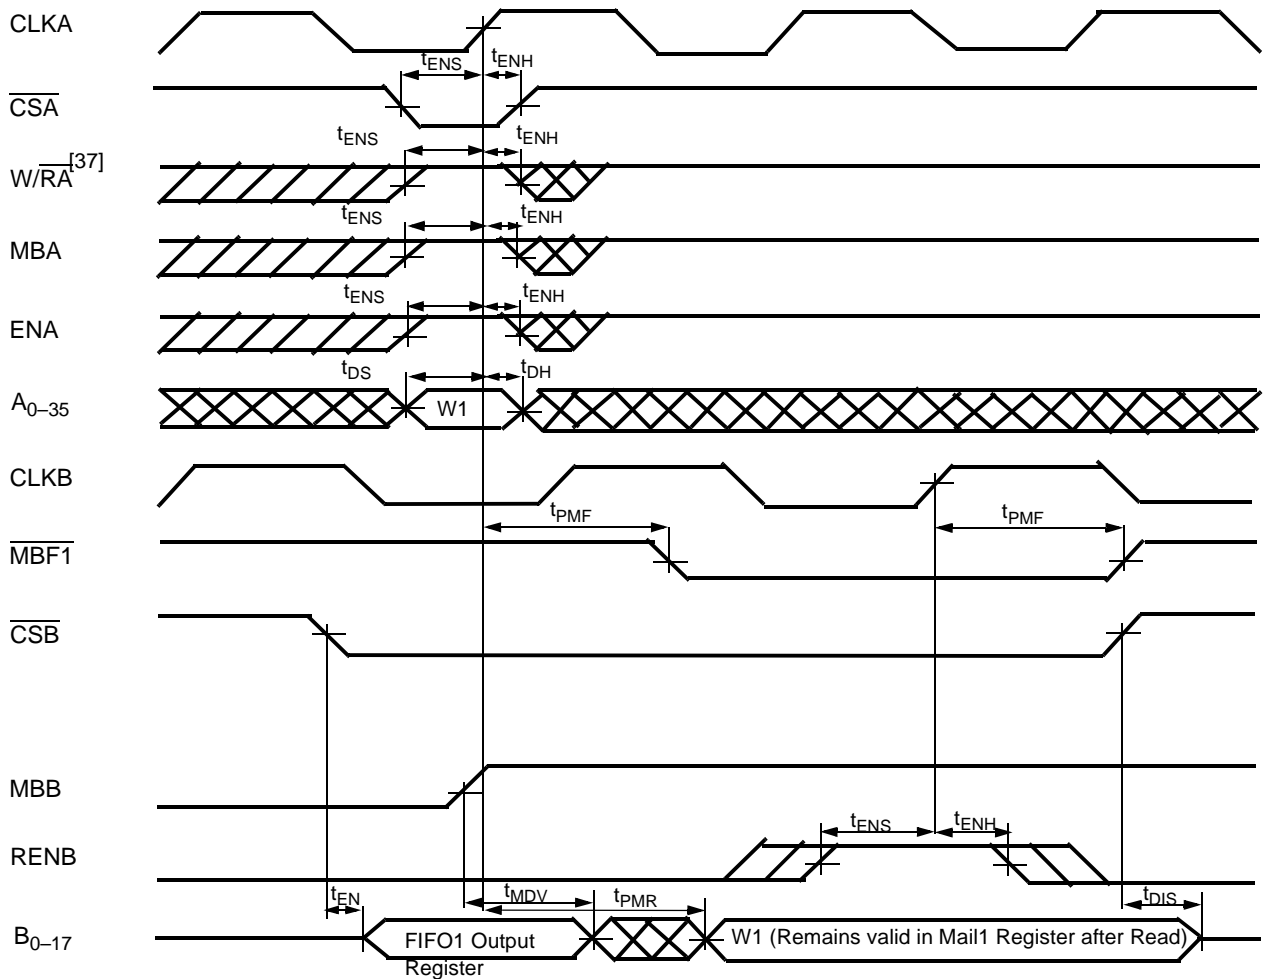 CLKA
tENS tENH
CSA
tENS tENH
W/RA[37]
tENS tENH
MBA
tENS tENH
ENA
tDS tDH
A0–35 W1
CLKB
tPMF tPMF
MBF1
CSB
MBB
tENS tENH
RENB
tEN tMDV tPMR tDIS
B0–17 FIFO1 Output Register W1 (Remains valid in Mail1 Register after Read)